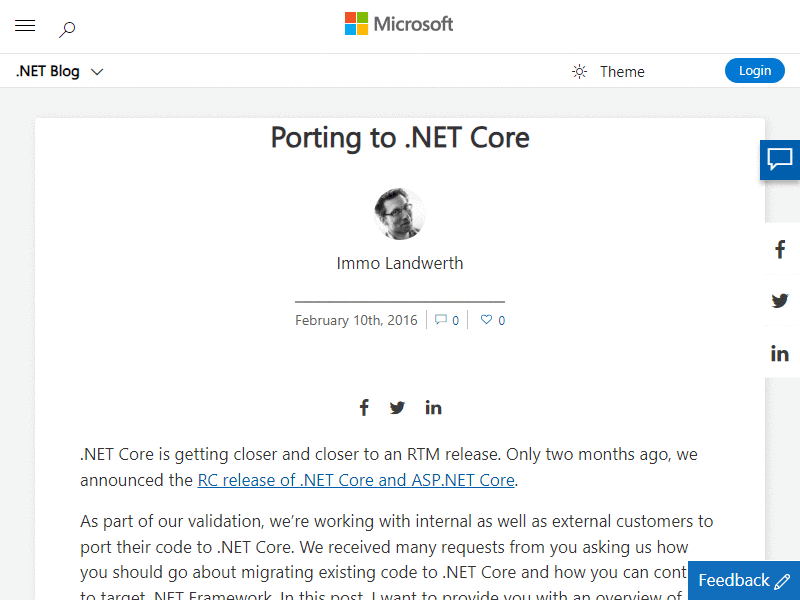 Microsoft
.NET Blog
Theme
Login
Porting to .NET Core
Immo Landwerth
February 10th, 2016
0
0
.NET Core is getting closer and closer to an RTM release. Only two months ago, we
announced the RC release of .NET Core and ASP.NET Core.
As part of our validation, we’re working with internal as well as external customers to
port their code to .NET Core. We received many requests from you asking us how
you should go about migrating existing code to .NET Core and how you can cont
to target .NET Framework. In this post, I want to provide you with an overview of
Feedback